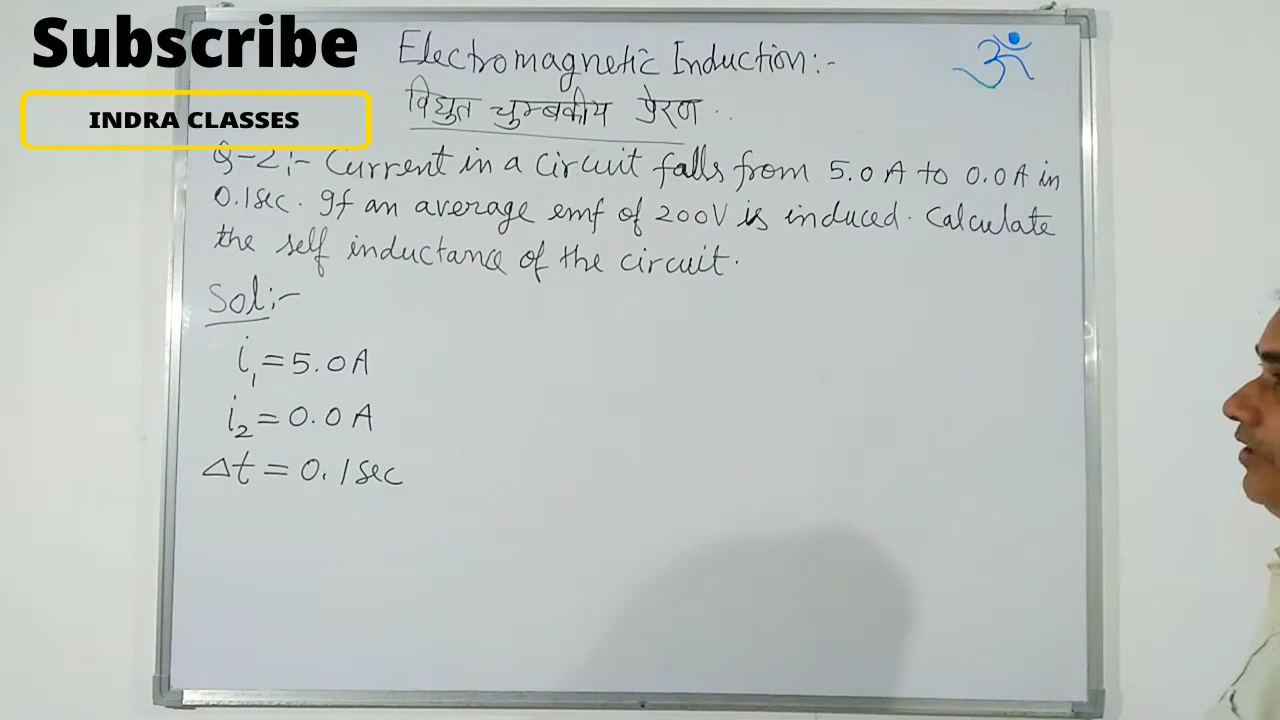 Subscribe
INDRA CLASSES
Electromagnetic Induction:-
विद्युत चुम्बकीय प्रेरण
ॐ
Q-2:- Current in a circuit falls from 5.0 A to 0.0 A in
0.1 sec. If an average emf of 200V is induced. Calculate
the self inductance of the circuit.
Sol:-
i₁ = 5.0 A
i₂ = 0.0 A
Δt = 0.1 sec